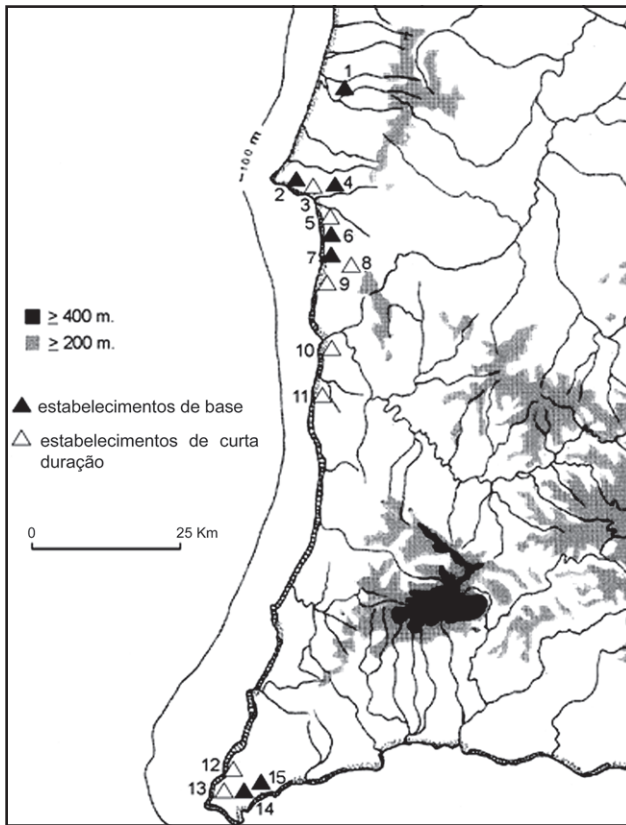 1
- 100 m
2
3
4
5
6
7
8
9
≥ 400 m.
≥ 200 m.
10
estabelecimentos de base
11
estabelecimentos de curta
duração
0 25 Km
12
13
15
14